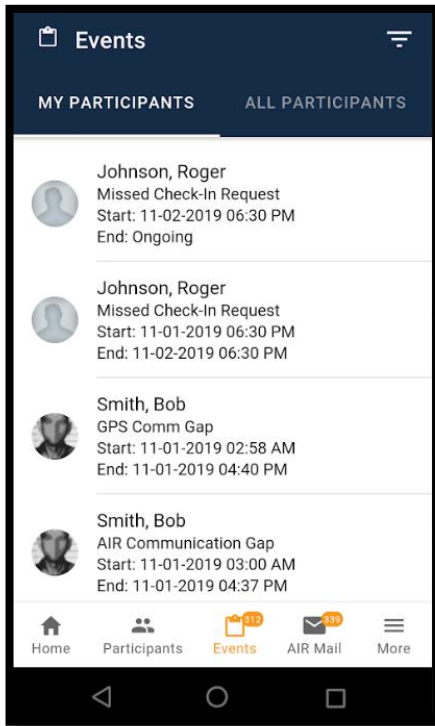 Events
MY PARTICIPANTS
ALL PARTICIPANTS
Johnson, Roger
Missed Check-In Request
Start: 11-02-2019 06:30 PM
End: Ongoing
Johnson, Roger
Missed Check-In Request
Start: 11-01-2019 06:30 PM
End: 11-02-2019 06:30 PM
Smith, Bob
GPS Comm Gap
Start: 11-01-2019 02:58 AM
End: 11-01-2019 04:40 PM
Smith, Bob
AIR Communication Gap
Start: 11-01-2019 03:00 AM
End: 11-01-2019 04:37 PM
312
339
Home
Participants
Events
AIR Mail
More